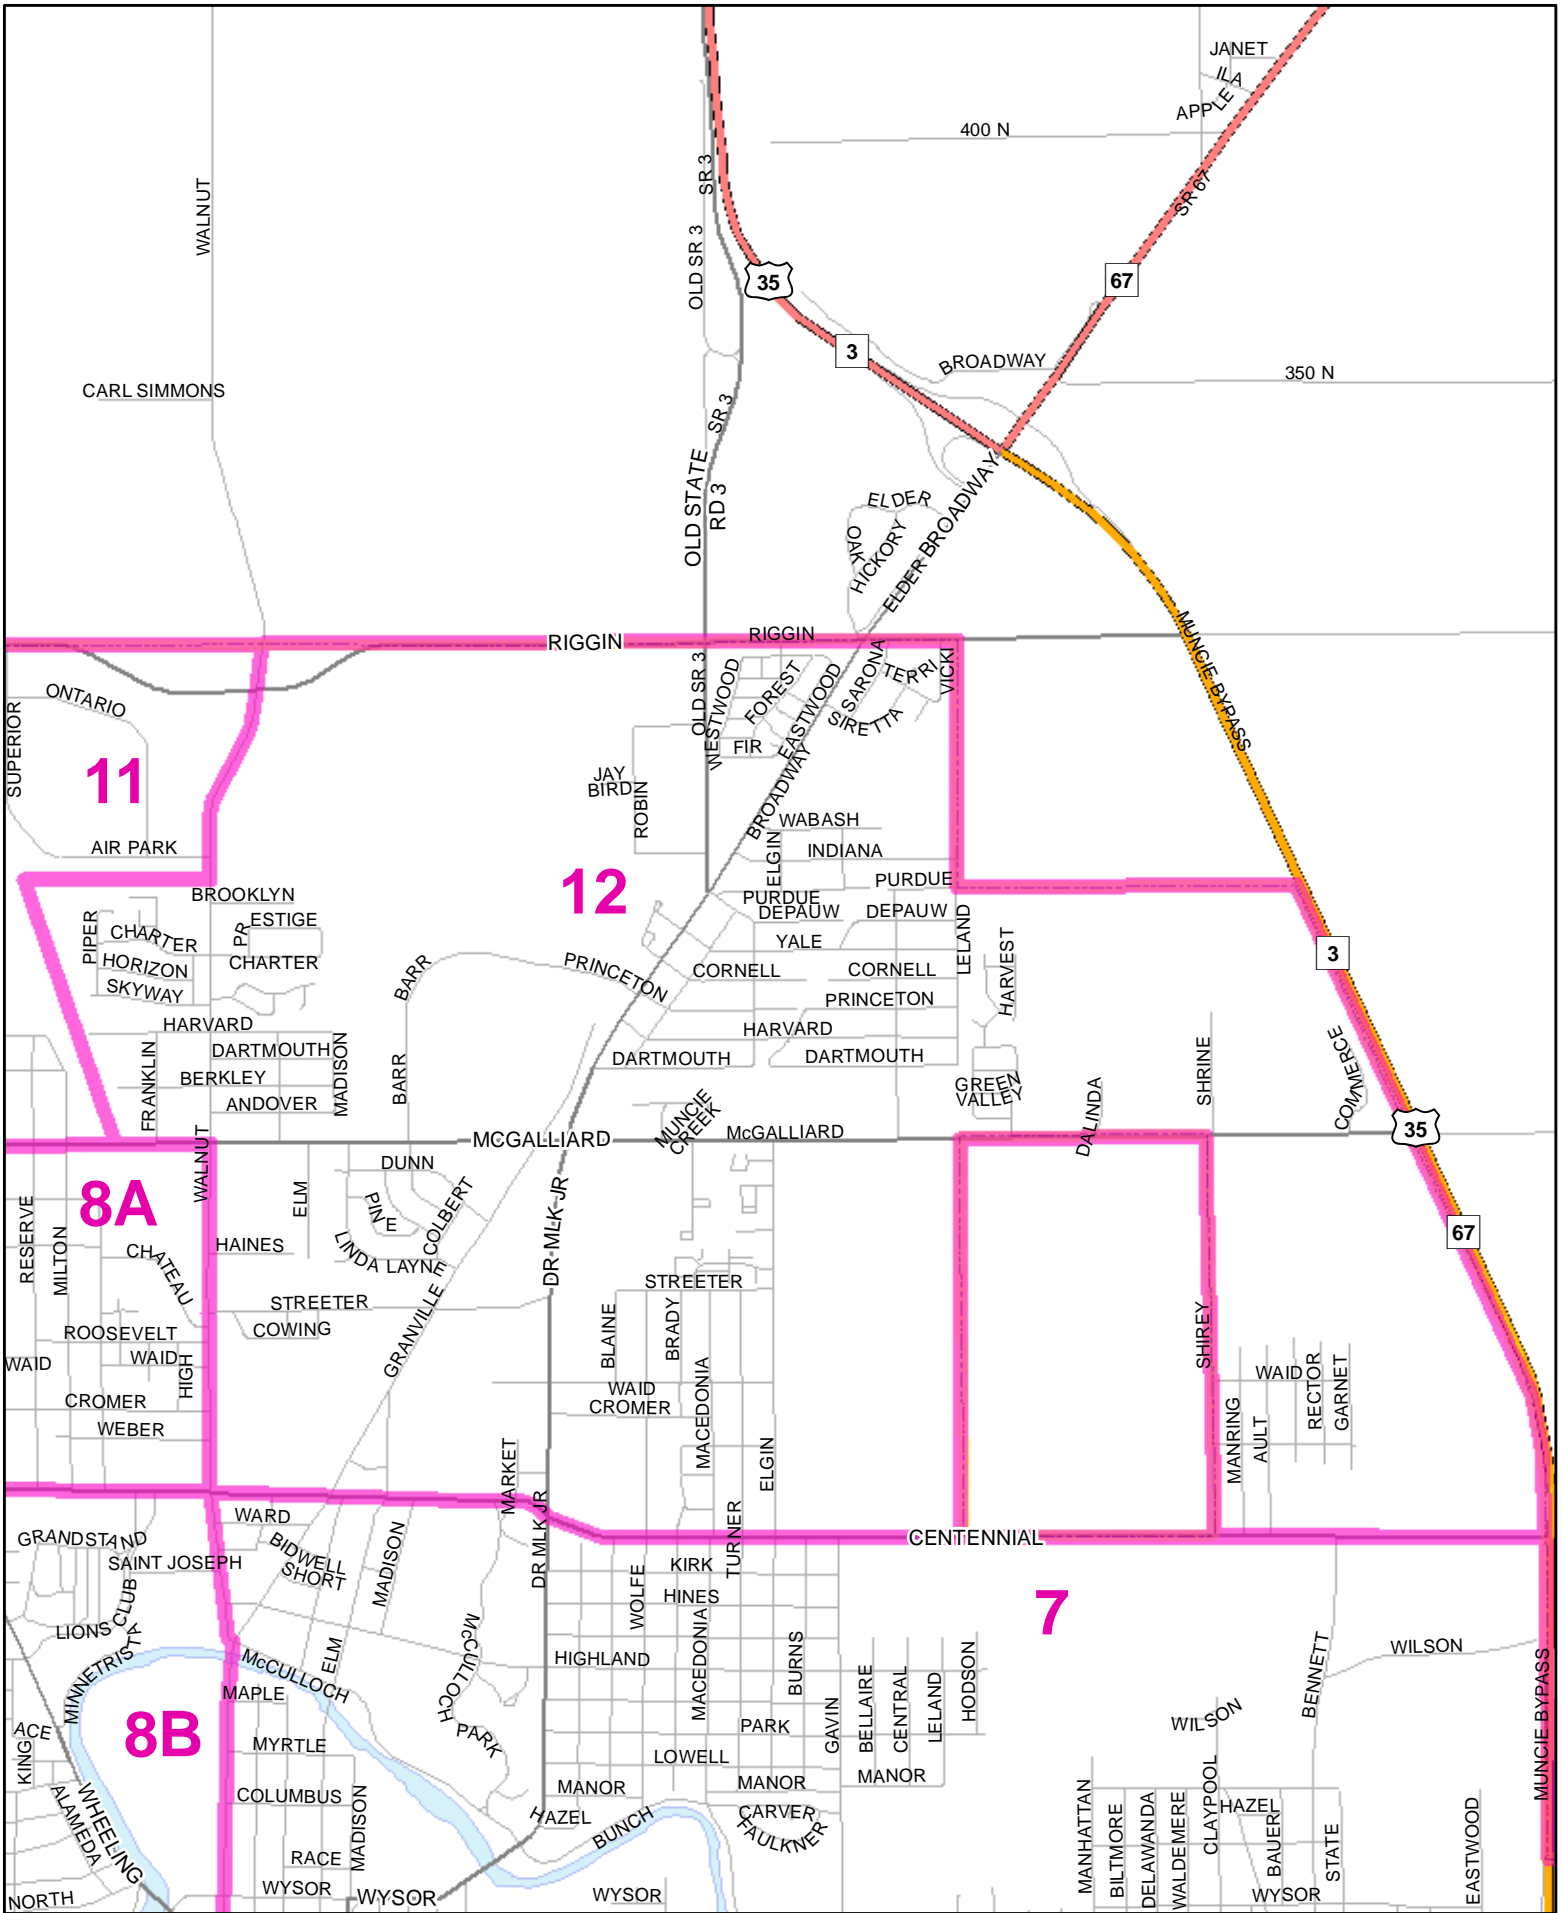 JANET
ILA
APPLE
400 N
SR 3
WALNUT
SR 67
OLD SR 3
35
67
3
BROADWAY
350 N
CARL SIMMONS
SR 3
OLD STATE
RD 3
ELDER
OAK
HICKORY
ELDER BROADWAY
RIGGIN
RIGGIN
MUNCIE BYPASS
OLD SR 3
WESTWOOD
FOREST
EASTWOOD
SARONA
TERRI
VICKI
SIRETTA
FIR
ONTARIO
SUPERIOR
11
JAY
BIRD
ROBIN
BROADWAY
WABASH
ELGIN
INDIANA
AIR PARK
12
PURDUE
PURDUE
BROOKLYN
DEPAUW
DEPAUW
PR
ESTIGE
PIPER
CHARTER
YALE
LELAND
HARVEST
3
HORIZON
CHARTER
BARR
PRINCETON
CORNELL
CORNELL
SKYWAY
PRINCETON
HARVARD
HARVARD
FRANKLIN
DARTMOUTH
MADISON
DARTMOUTH
DARTMOUTH
SHRINE
COMMERCE
BERKLEY
BARR
GREEN
VALLEY
ANDOVER
MUNCIE
CREEK
DALINDA
MCGALLIARD
McGALLIARD
35
WALNUT
DUNN
8A
RESERVE
MILTON
ELM
PINE
COLBERT
DR MLK JR
67
CHATEAU
HAINES
LINDA LAYNE
STREETER
STREETER
GRANVILLE
COWING
BLAINE
BRADY
SHIREY
ROOSEVELT
WAID
WAID
HIGH
MACEDONIA
WAID
WAID
RECTOR
GARNET
CROMER
CROMER
MANRING
AULT
WEBER
MARKET
ELGIN
DR MLK JR
TURNER
WARD
CENTENNIAL
GRANDSTAND
SAINT JOSEPH
BIDWELL
SHORT
MADISON
KIRK
WOLFE
HINES
7
CLUB
LIONS
MINNETRISTA
McCULLOCH
ELM
McCULLOCH
PARK
HIGHLAND
MACEDONIA
BURNS
BENNETT
WILSON
MAPLE
BELLAIRE
CENTRAL
LELAND
HODSON
GAVIN
WILSON
MUNCIE BYPASS
8B
ACE
KING
MYRTLE
PARK
LOWELL
MANOR
MANOR
MANOR
WHEELING
ALAMEDA
COLUMBUS
MADISON
HAZEL
BUNCH
CARVER
FAULKNER
MANHATTAN
BILTMORE
DELAWANDA
WALDEMERE
CLAYPOOL
HAZEL
BAUER
STATE
EASTWOOD
RACE
NORTH
WYSOR
WYSOR
WYSOR
WYSOR